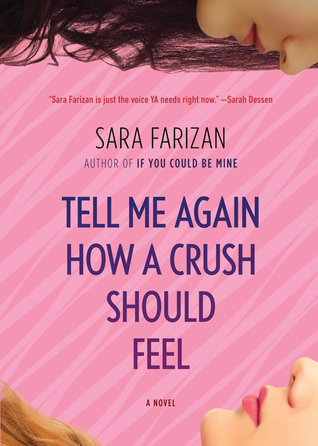 "Sara Farizan is just the voice YA needs right now." —Sarah Dessen
SARA FARIZAN
AUTHOR OF IF YOU COULD BE MINE
TELL ME AGAIN
HOW A CRUSH
SHOULD
FEEL
A NOVEL